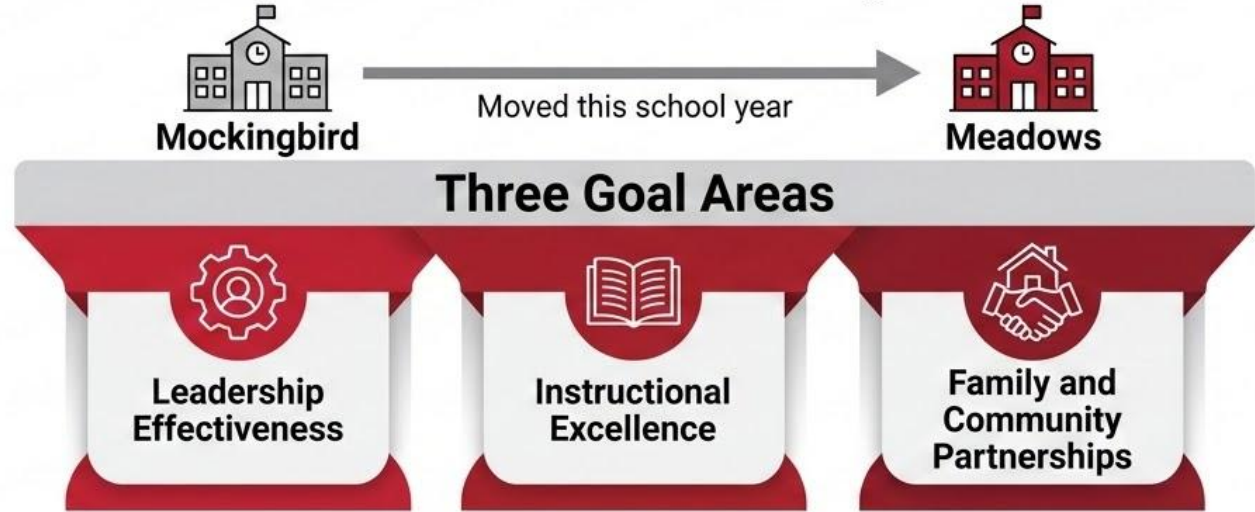 Moved this school year
Mockingbird
Meadows
Three Goal Areas
Leadership
Effectiveness
Instructional
Excellence
Family and
Community
Partnerships